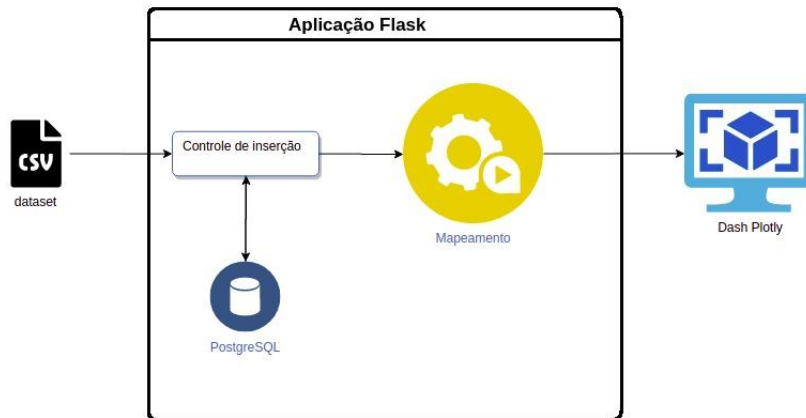 Aplicação Flask
Controle de inserção
CSV
dataset
Mapeamento
PostgreSQL
Dash Plotly